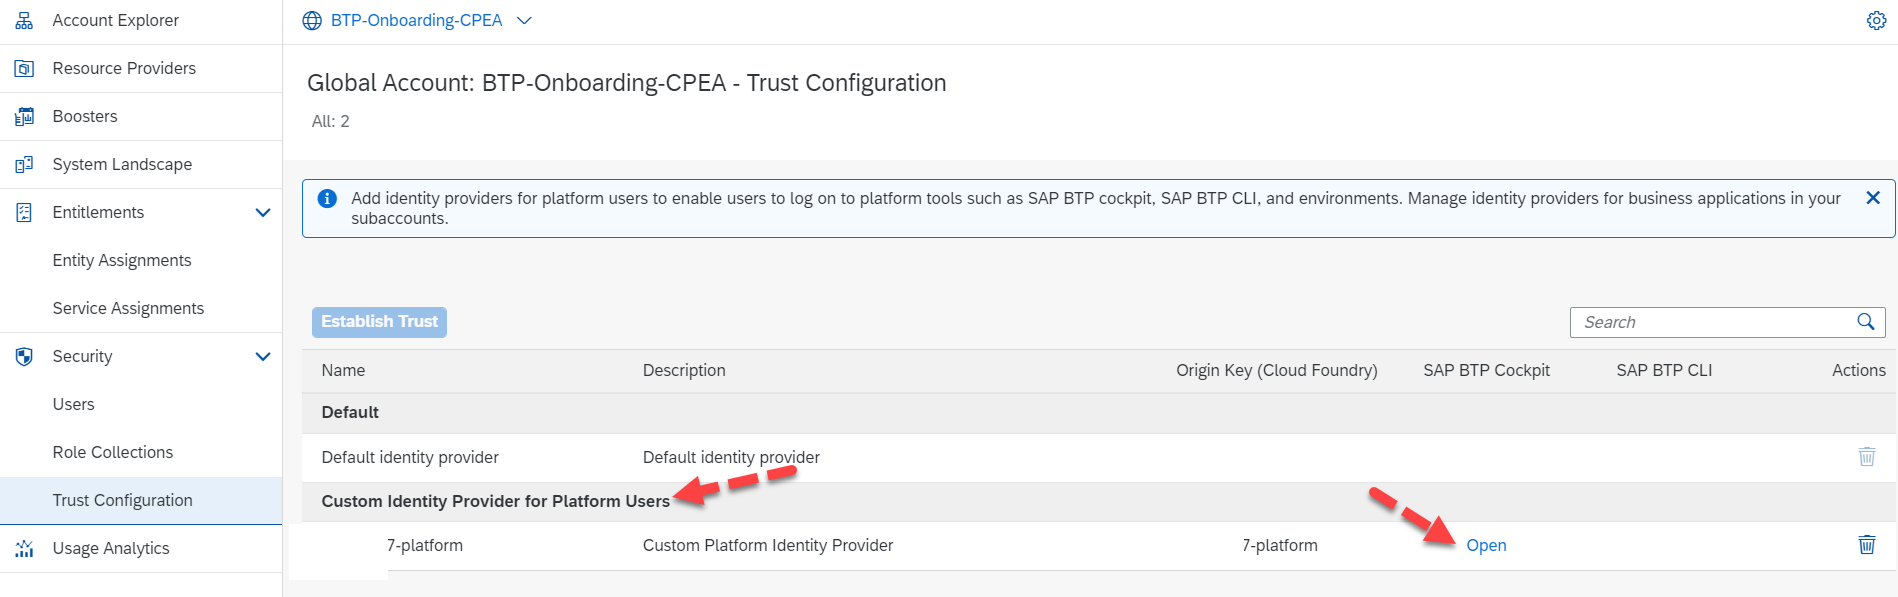 Account Explorer
Resource Providers
Boosters
System Landscape
Entitlements
Entity Assignments
Service Assignments
Security
Users
Role Collections
Trust Configuration
Usage Analytics
BTP-Onboarding-CPEA
Global Account: BTP-Onboarding-CPEA - Trust Configuration
All: 2
Add identity providers for platform users to enable users to log on to platform tools such as SAP BTP cockpit, SAP BTP CLI, and environments. Manage identity providers for business applications in your
subaccounts.
Establish Trust
Search
Name Description Origin Key (Cloud Foundry) SAP BTP Cockpit SAP BTP CLI Actions
Default
Default identity provider Default identity provider
Custom Identity Provider for Platform Users
7-platform Custom Platform Identity Provider 7-platform Open